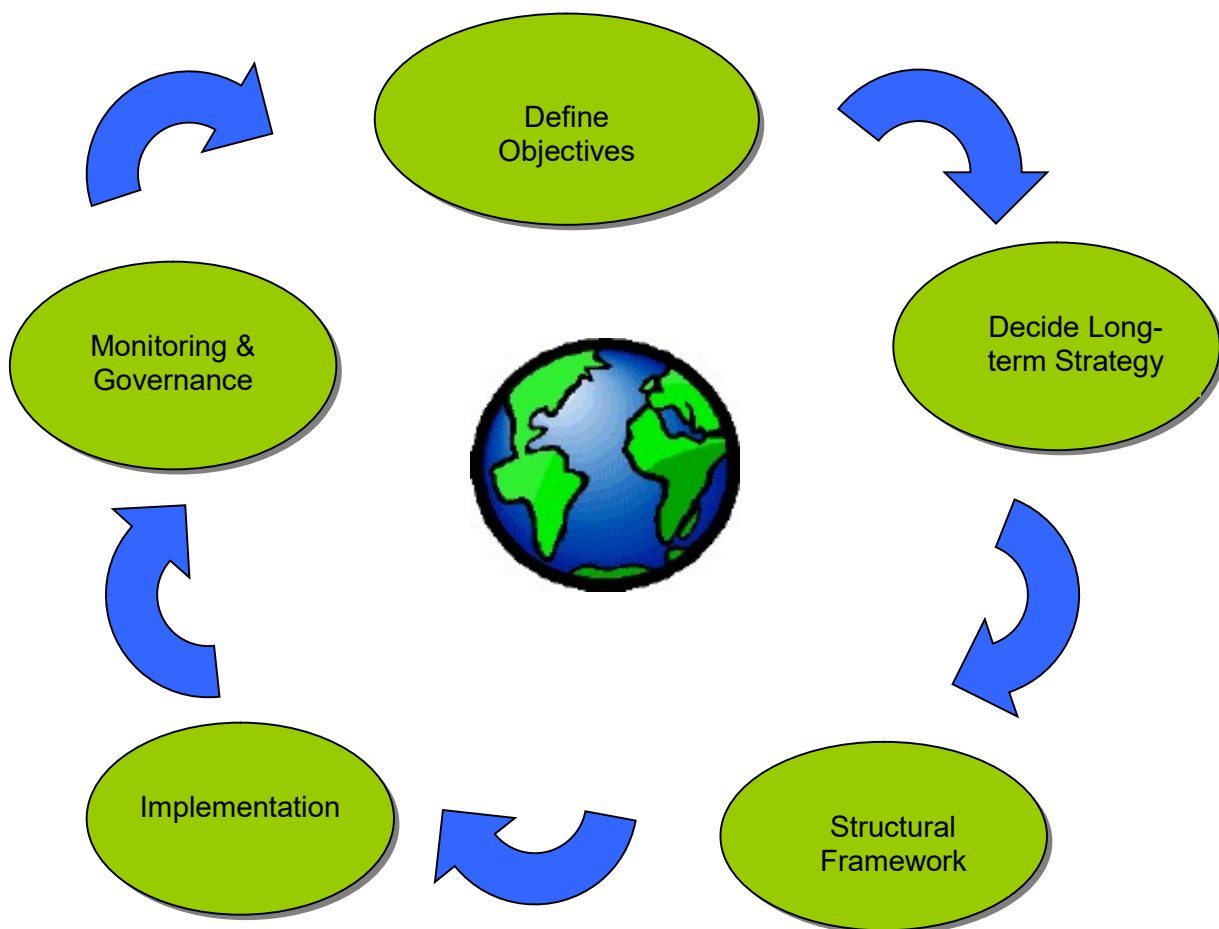 Define
Objectives
Decide Long-
term Strategy
Structural
Framework
Implementation
Monitoring &
Governance